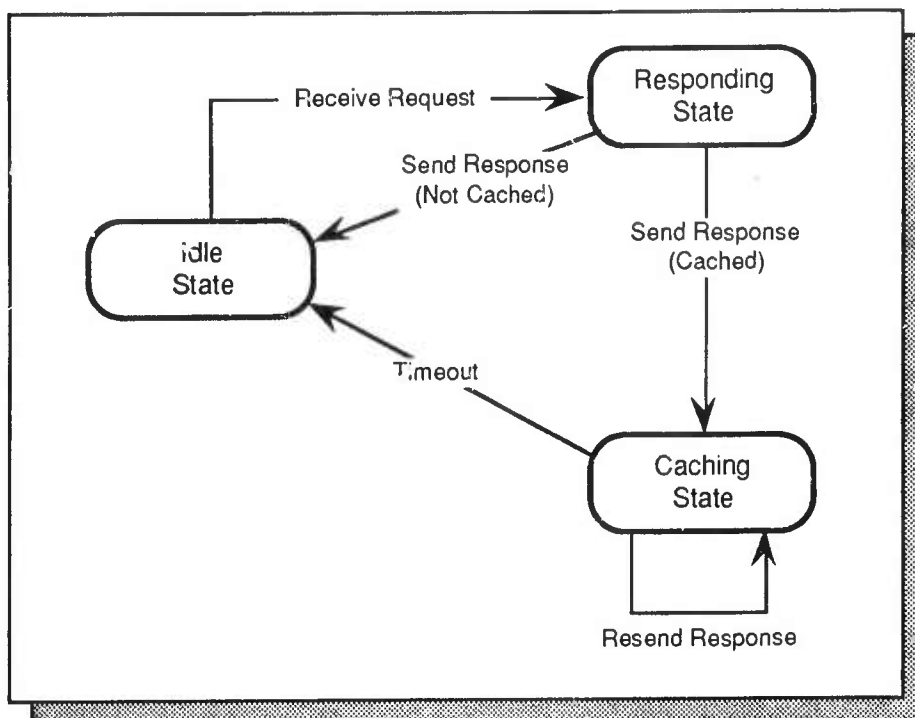 Responding
State
Receive Request
Send Response
(Not Cached)
Send Response
(Cached)
Idle
State
Timeout
Caching
State
Resend Response